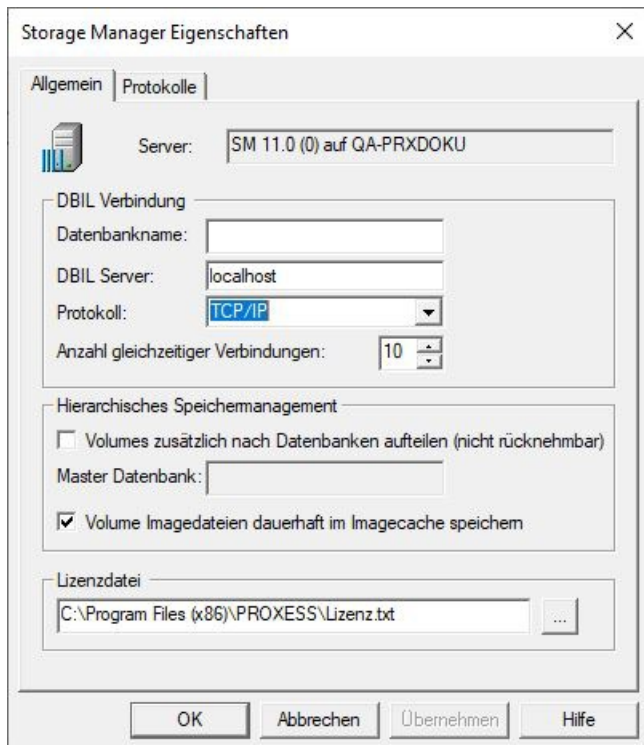 Storage Manager Eigenschaften
Allgemein
Protokolle
Server: SM 11.0 (0) auf QA-PRXDOKU
DBIL Verbindung
Datenbankname:
DBIL Server: localhost
Protokoll: TCP/IP
Anzahl gleichzeitiger Verbindungen: 10
Hierarchisches Speichermanagement
Volumes zusätzlich nach Datenbanken aufteilen (nicht rücknehmbar)
Master Datenbank:
Volume Imagedateien dauerhaft im Imagecache speichern
Lizenzdatei
C:\Program Files (x86)\PROXESS\Lizenz.txt ...
OK Abbrechen Übernehmen Hilfe